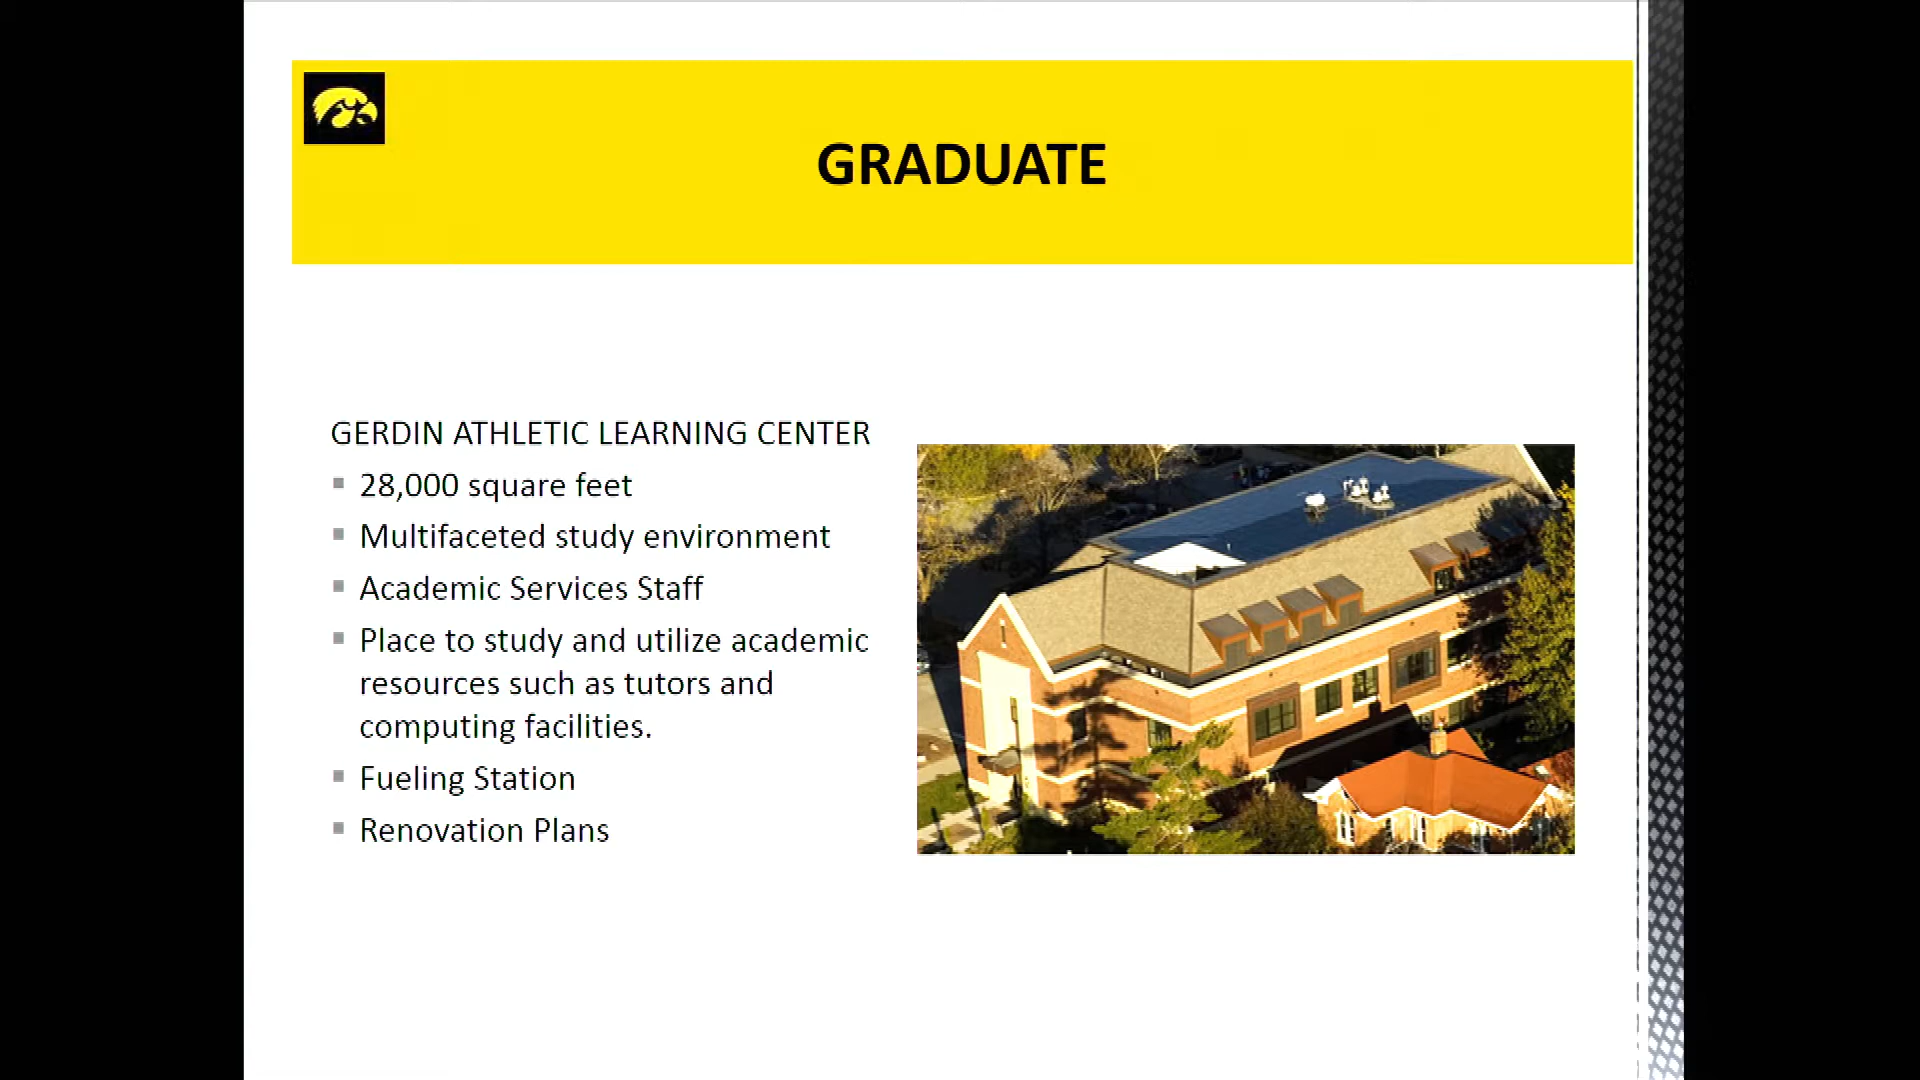 GRADUATE
GERDIN ATHLETIC LEARNING CENTER
28,000 square feet
Multifaceted study environment
Academic Services Staff
Place to study and utilize academic
resources such as tutors and
computing facilities.
Fueling Station
Renovation Plans